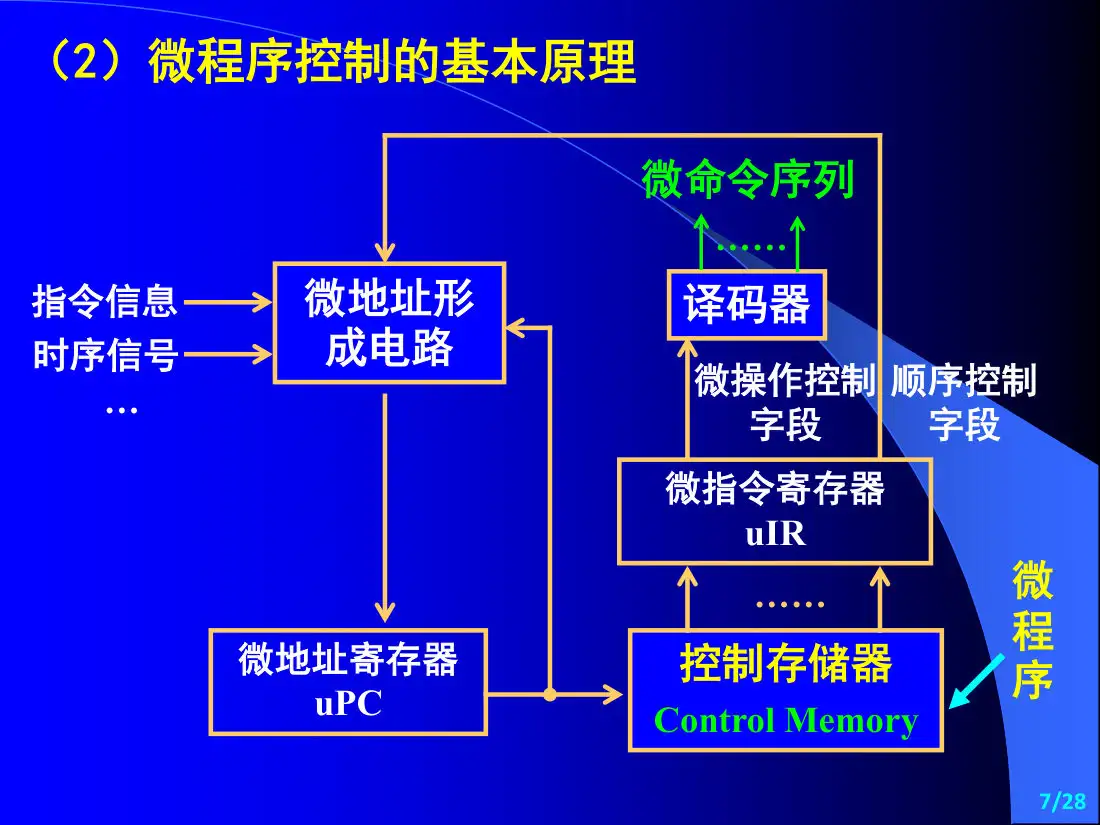 （2）微程序控制的基本原理
微命令序列
……
指令信息
时序信号
…
微地址形
成电路
译码器
微操作控制
字段
顺序控制
字段
微指令寄存器
uIR
……
微地址寄存器
uPC
控制存储器
Control Memory
微
程
序
7/28